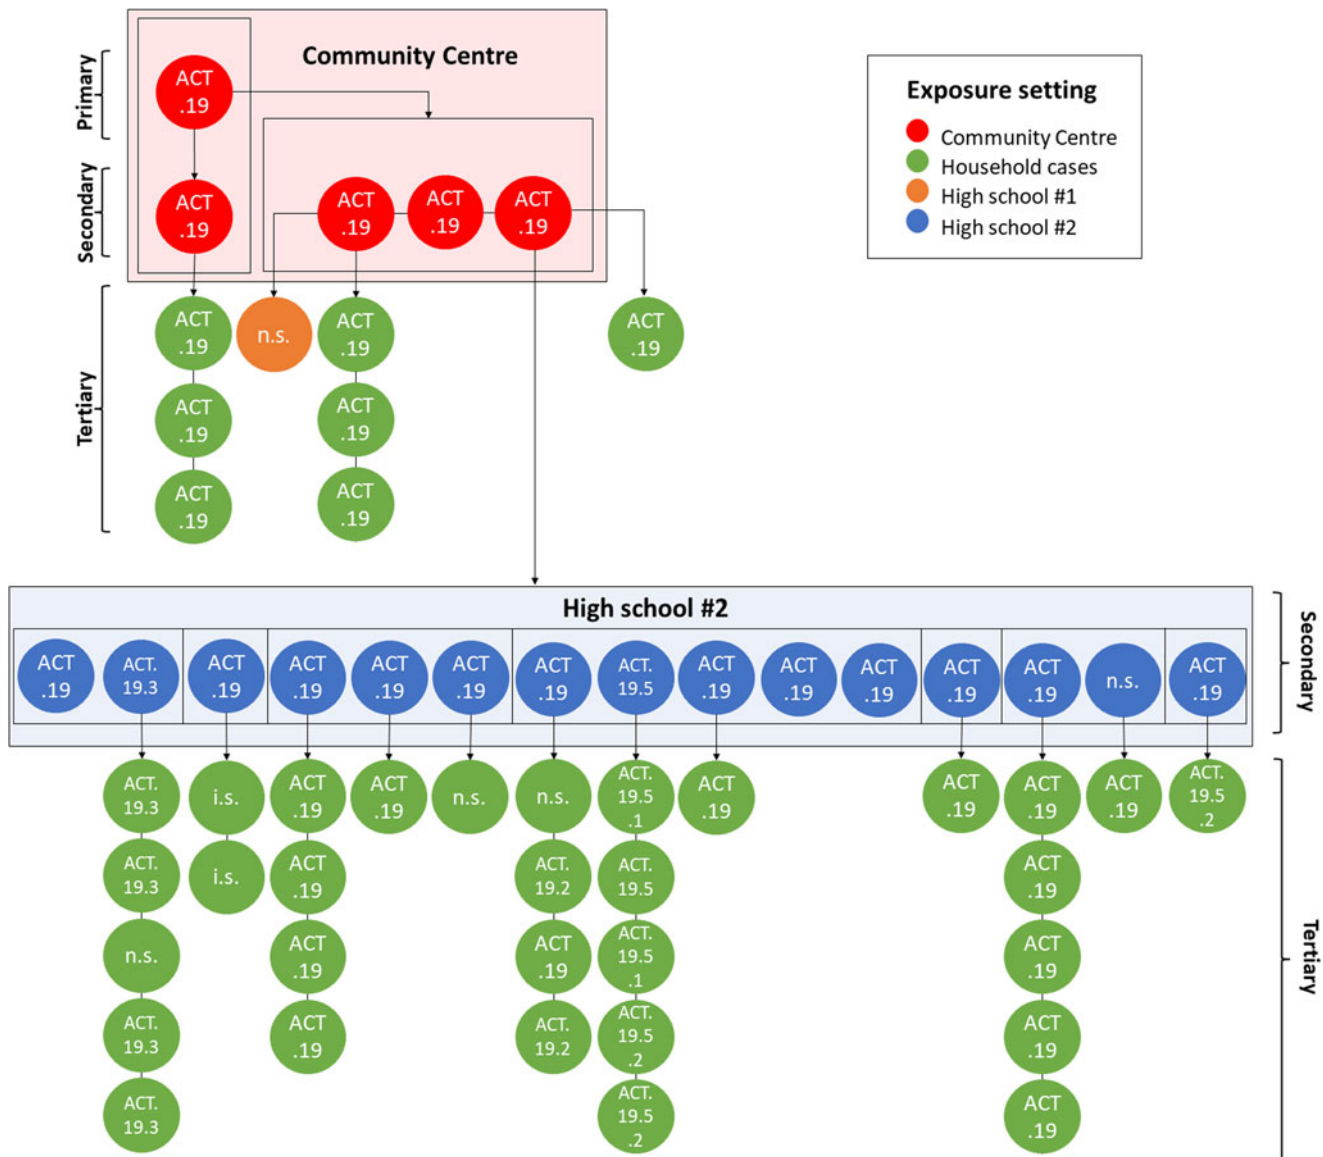 Community Centre
Primary
ACT
.19
Secondary
ACT
.19
ACT
.19
ACT
.19
ACT
.19
Exposure setting
Community Centre
Household cases
High school #1
High school #2
Tertiary
ACT
.19
n.s.
ACT
.19
ACT
.19
ACT
.19
ACT
.19
ACT
.19
ACT
.19
High school #2
Secondary
ACT
.19
ACT.
19.3
ACT
.19
ACT
.19
ACT
.19
ACT
.19
ACT
.19
ACT.
19.5
ACT
.19
ACT
.19
ACT
.19
ACT
.19
ACT
.19
n.s.
ACT
.19
Tertiary
ACT.
19.3
i.s.
ACT
.19
ACT
.19
n.s.
n.s.
ACT.
19.5
.1
ACT
.19
ACT
.19
ACT
.19
ACT
.19
ACT.
19.5
.2
ACT.
19.3
i.s.
ACT
.19
ACT.
19.2
ACT.
19.5
ACT
.19
n.s.
ACT
.19
ACT
.19
ACT.
19.5
.1
ACT
.19
ACT.
19.3
ACT
.19
ACT.
19.2
ACT.
19.5
.2
ACT
.19
ACT.
19.3
ACT.
19.5
.2
ACT
.19